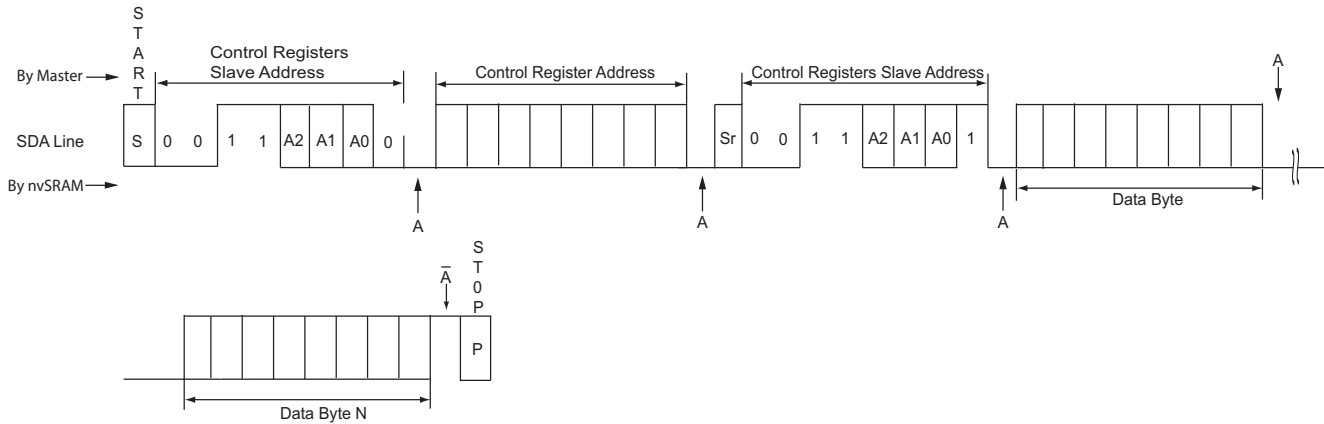 START
Control Registers
Slave Address
By Master
Control Register Address
Control Registers Slave Address
A
SDA Line
S 0 0 1 1 A2 A1 A0 0
Sr 0 0 1 1 A2 A1 A0 1
By nvSRAM
A
A
A
Data Byte
ST0P
A̅
P
Data Byte N